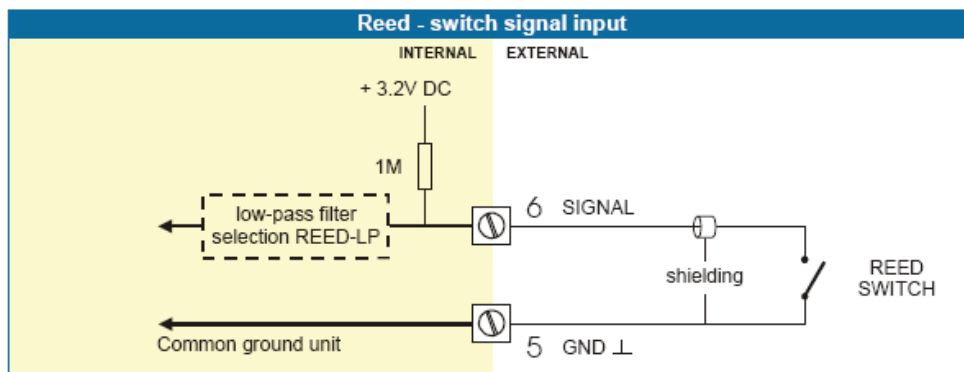 Reed - switch signal input
INTERNAL EXTERNAL
+ 3.2V DC
1M
low-pass filter
selection REED-LP
6 SIGNAL
shielding
REED
SWITCH
Common ground unit
5 GND ⊥